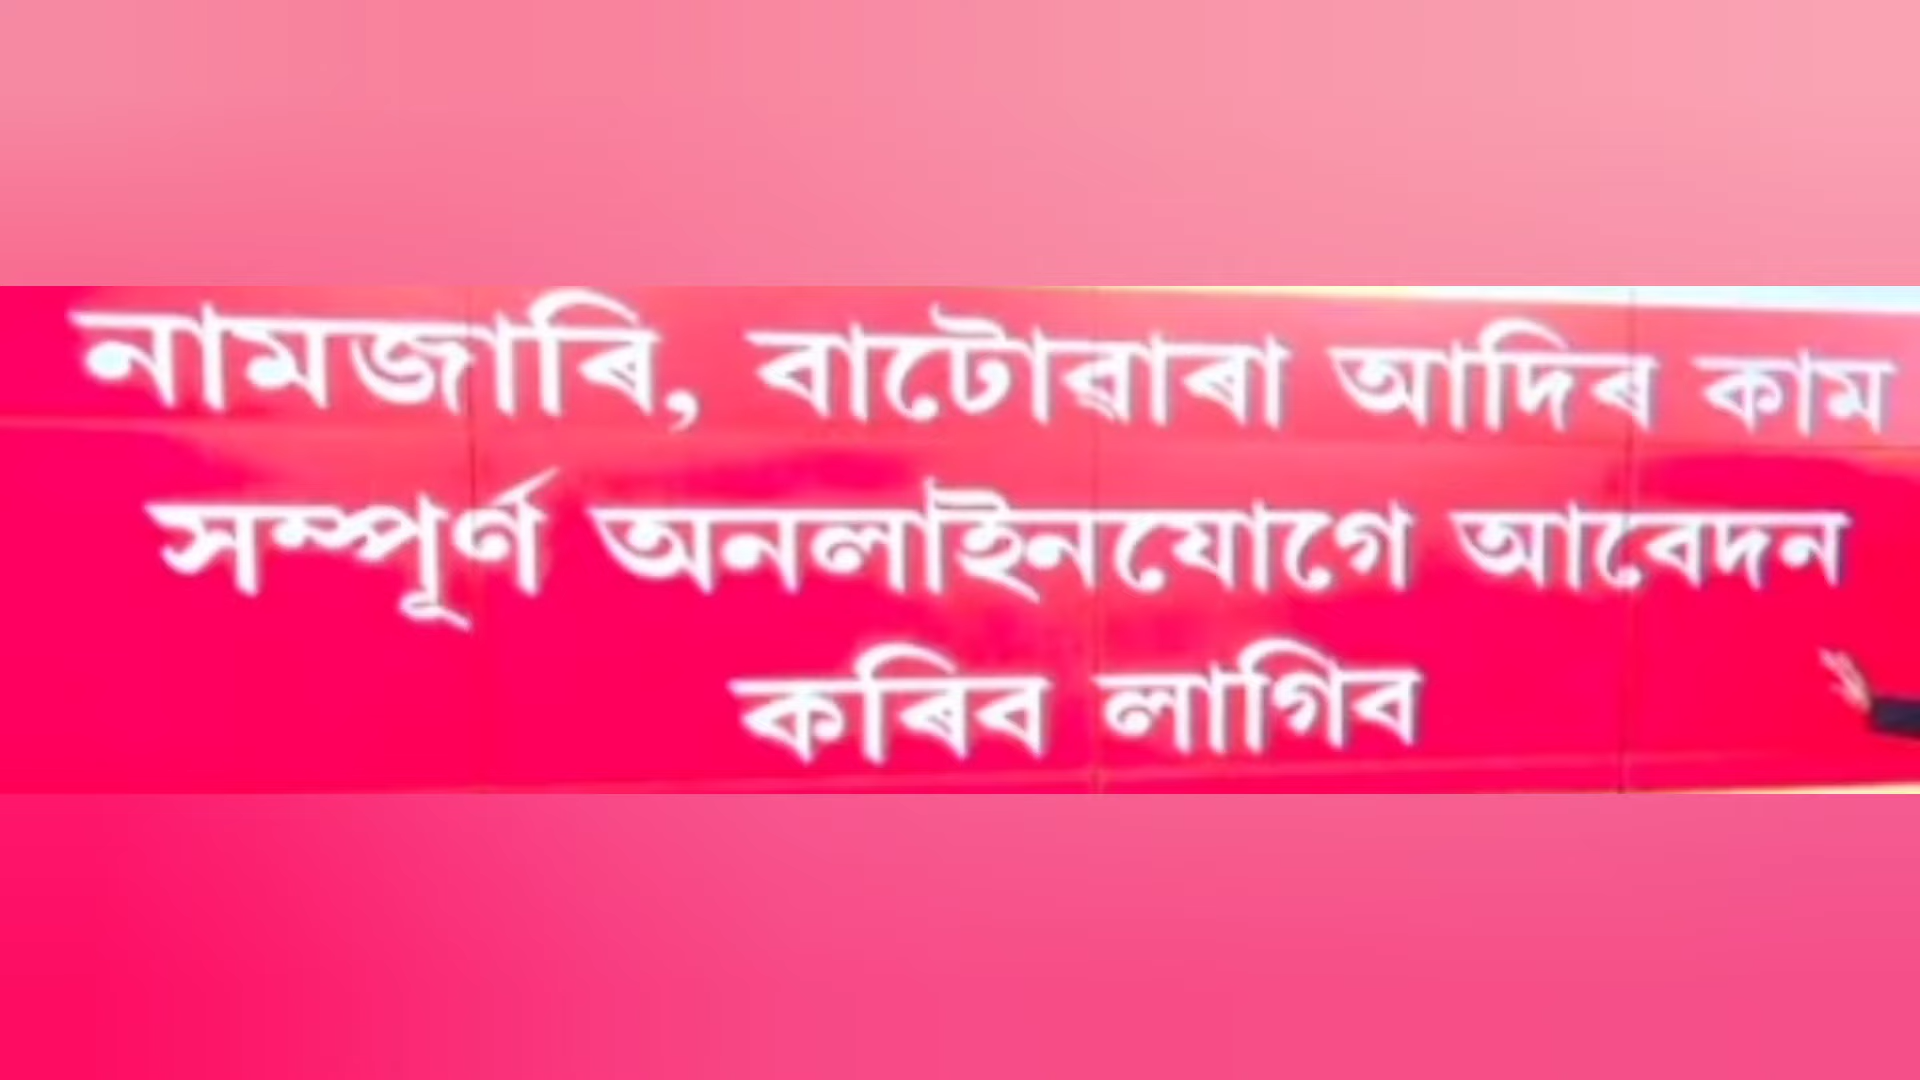 নামজাৰি, বাটোৱাৰা আদিৰ কাম
সম্পূৰ্ণ অনলাইনযোগে আবেদন
কৰিব লাগিব